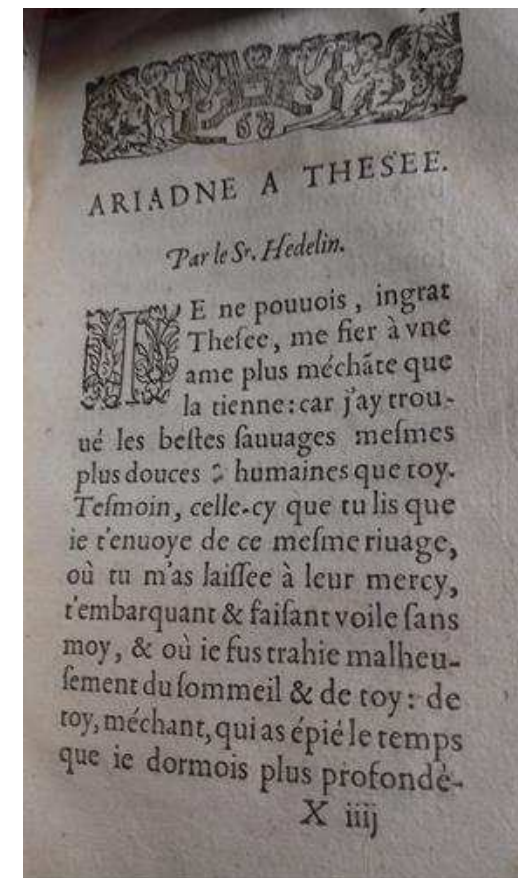 ARIADNE A THESEE.
Par le Sr. Hedelin.
IE ne pouuois, ingrat
Theſee, me fier à vne
ame plus méchãte que
la tienne: car j'ay trou-
ué les beſtes ſauuages meſmes
plus douces & humaines que toy.
Teſmoin, celle-cy que tu lis que
ie t'enuoye de ce meſme riuage,
où tu m'as laiſſee à leur mercy,
t'embarquant & faiſant voile ſans
moy, & où ie fus trahie malheu-
ſement du ſommeil & de toy: de
toy, méchant, qui as épié le temps
que ie dormois plus profondè-
X iiij